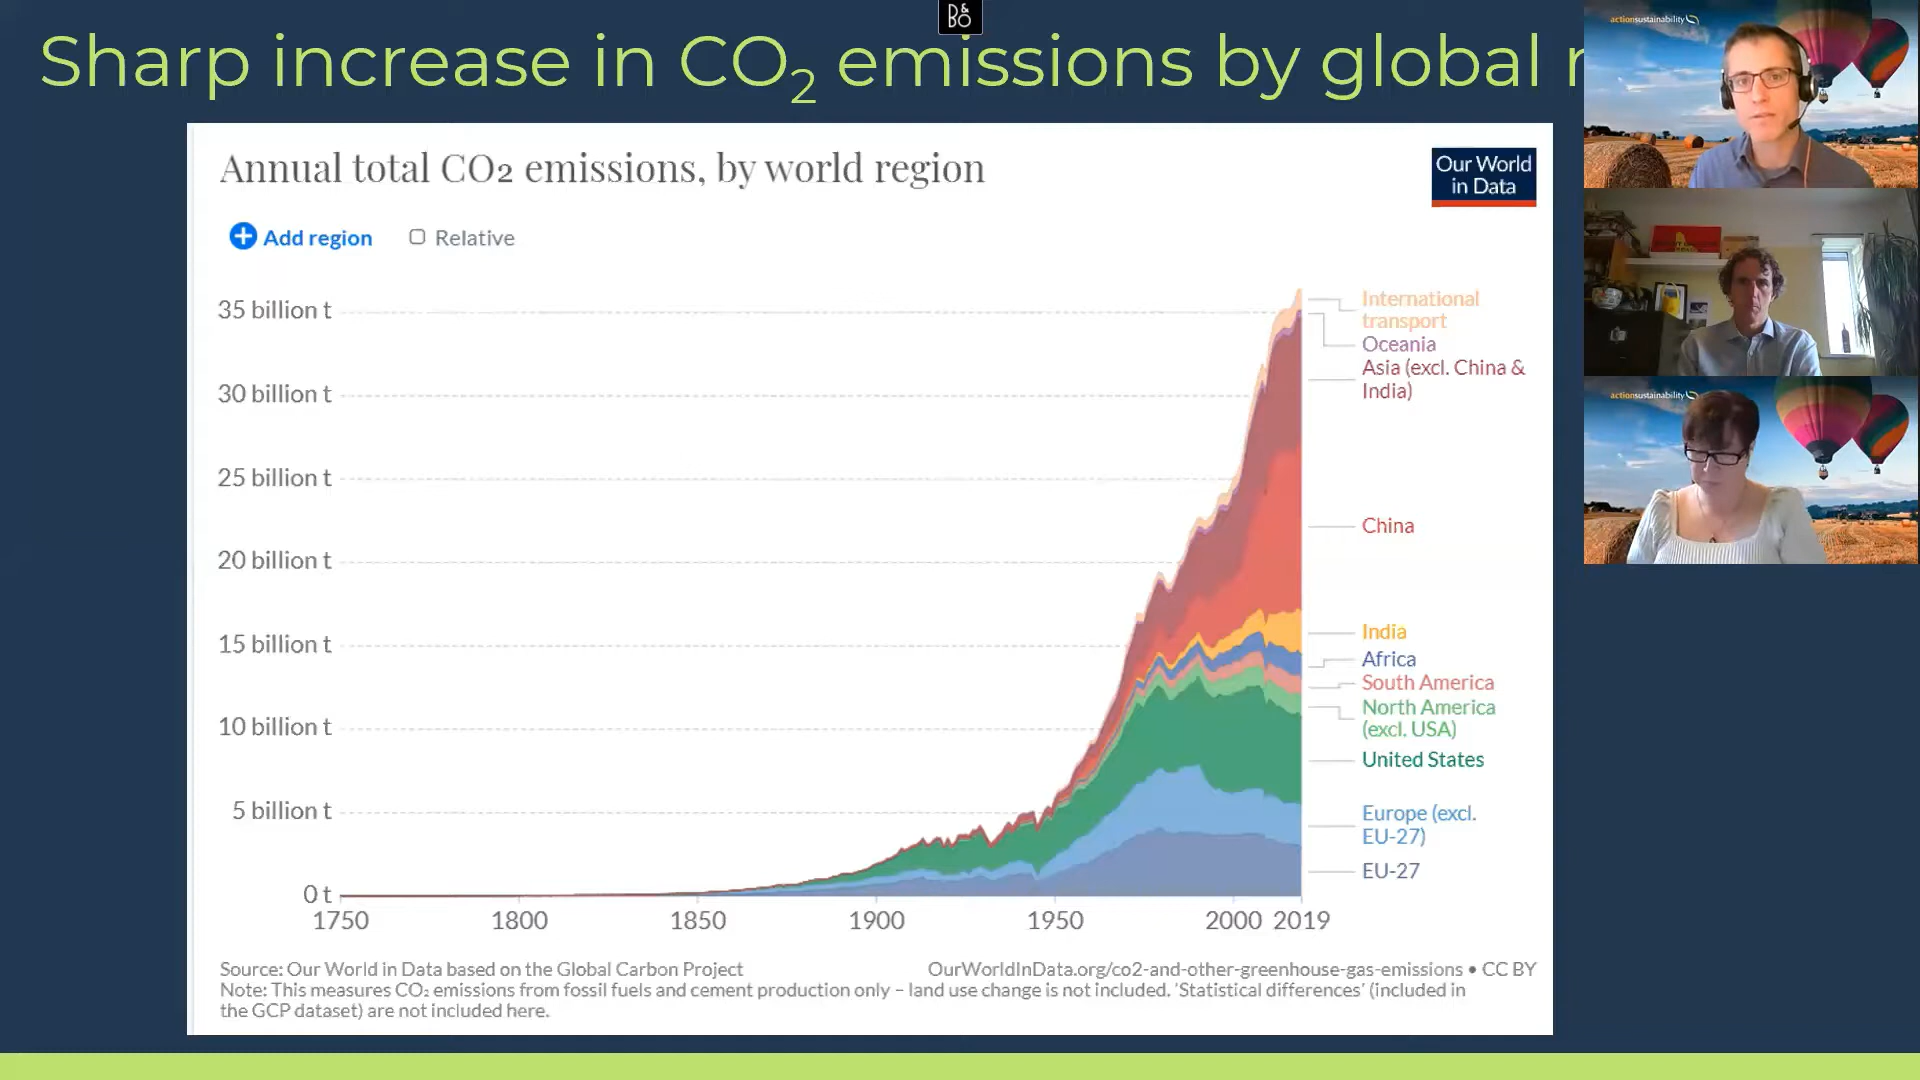 B&O
Sharp increase in CO₂ emissions by global
actionsustainability
Annual total CO₂ emissions, by world region
Our World
in Data
Add region
Relative
35 billion t
30 billion t
25 billion t
20 billion t
15 billion t
10 billion t
5 billion t
0 t
1750
1800
1850
1900
1950
2000
2019
International
transport
Oceania
Asia (excl. China &
India)
China
India
Africa
South America
North America
(excl. USA)
United States
Europe (excl.
EU-27)
EU-27
Source: Our World in Data based on the Global Carbon Project
OurWorldInData.org/co2-and-other-greenhouse-gas-emissions • CC BY
Note: This measures CO₂ emissions from fossil fuels and cement production only – land use change is not included. 'Statistical differences' (included in
the GCP dataset) are not included here.
actionsustainability